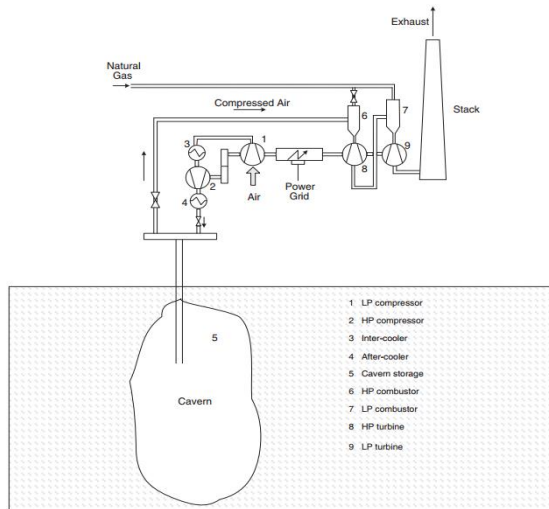 Exhaust
Natural
Gas
Compressed Air
6
7
Stack
3
1
2
8
9
4
Air
Power
Grid
5
Cavern
1 LP compressor
2 HP compressor
3 Inter-cooler
4 After-cooler
5 Cavern storage
6 HP combustor
7 LP combustor
8 HP turbine
9 LP turbine